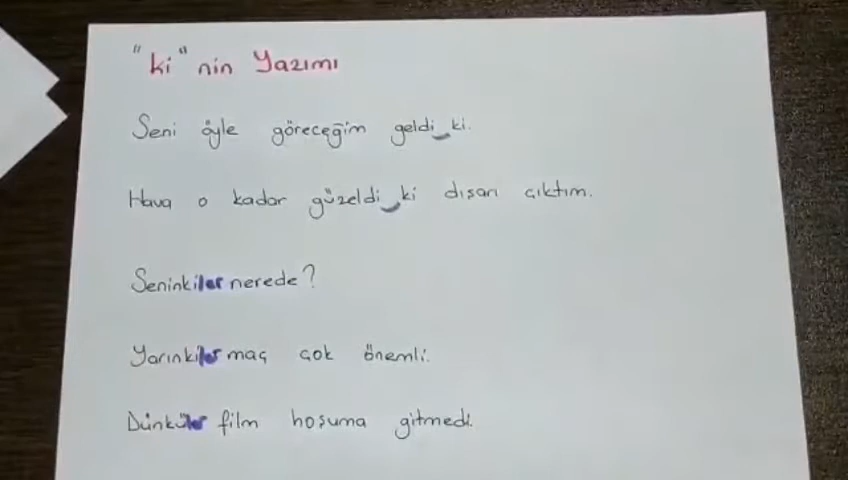 "ki" nin Yazımı
Seni öyle göreceğim geldi ki.
Hava o kadar güzeldi ki dışarı çıktım.
Seninkiler nerede?
Yarınkiler maç çok önemli.
Dünküler film hoşuma gitmedi.